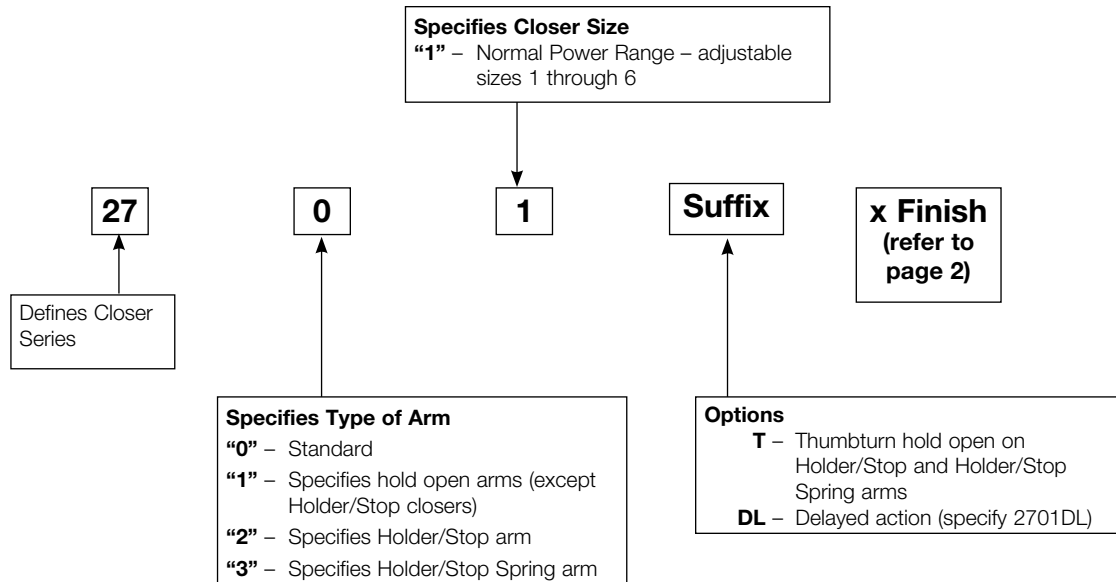 Specifies Closer Size
“1” – Normal Power Range – adjustable
sizes 1 through 6
27
0
1
Suffix
x Finish
(refer to
page 2)
Defines Closer
Series
Specifies Type of Arm
“0” – Standard
“1” – Specifies hold open arms (except
Holder/Stop closers)
“2” – Specifies Holder/Stop arm
“3” – Specifies Holder/Stop Spring arm
Options
T – Thumbturn hold open on
Holder/Stop and Holder/Stop
Spring arms
DL – Delayed action (specify 2701DL)